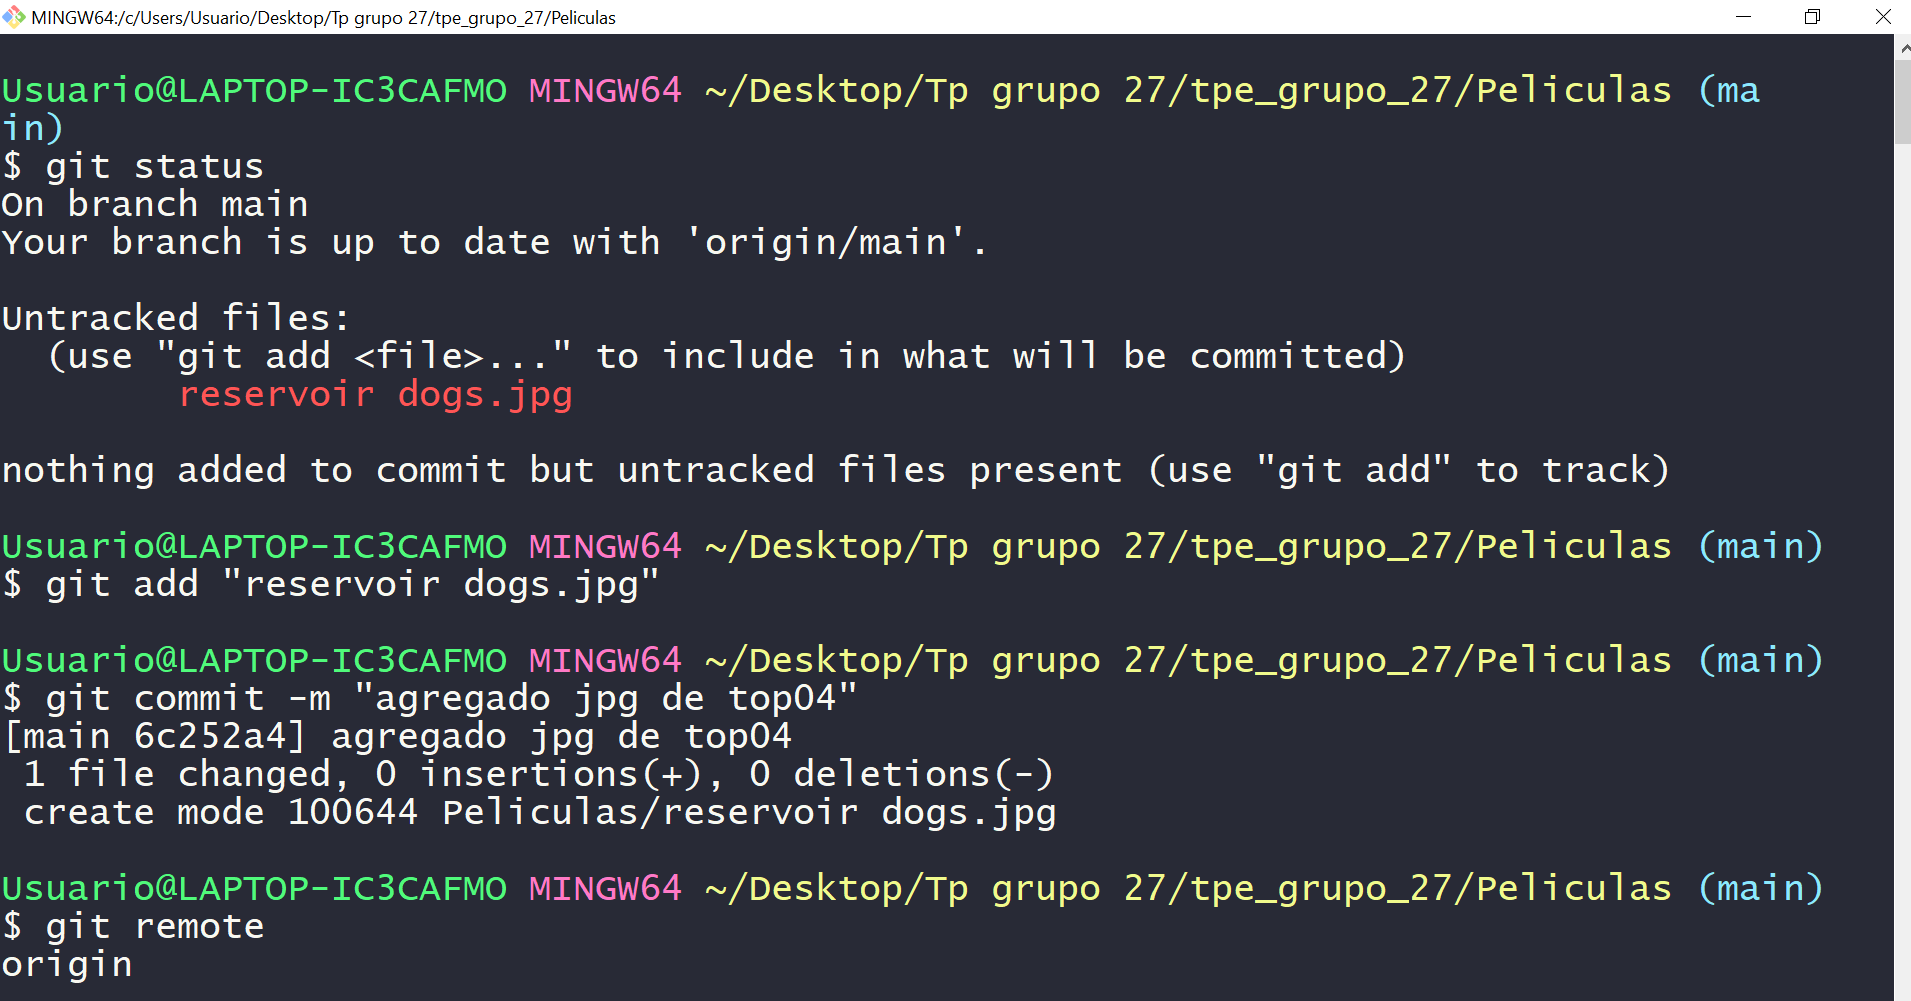 MINGW64:/c/Users/Usuario/Desktop/Tp grupo 27/tpe_grupo_27/Peliculas
Usuario@LAPTOP-IC3CAFMO MINGW64 ~/Desktop/Tp grupo 27/tpe_grupo_27/Peliculas (ma
in)
$ git status
On branch main
Your branch is up to date with 'origin/main'.
Untracked files:
  (use "git add <file>..." to include in what will be committed)
        reservoir dogs.jpg
nothing added to commit but untracked files present (use "git add" to track)
Usuario@LAPTOP-IC3CAFMO MINGW64 ~/Desktop/Tp grupo 27/tpe_grupo_27/Peliculas (main)
$ git add "reservoir dogs.jpg"
Usuario@LAPTOP-IC3CAFMO MINGW64 ~/Desktop/Tp grupo 27/tpe_grupo_27/Peliculas (main)
$ git commit -m "agregado jpg de top04"
[main 6c252a4] agregado jpg de top04
 1 file changed, 0 insertions(+), 0 deletions(-)
 create mode 100644 Peliculas/reservoir dogs.jpg
Usuario@LAPTOP-IC3CAFMO MINGW64 ~/Desktop/Tp grupo 27/tpe_grupo_27/Peliculas (main)
$ git remote
origin